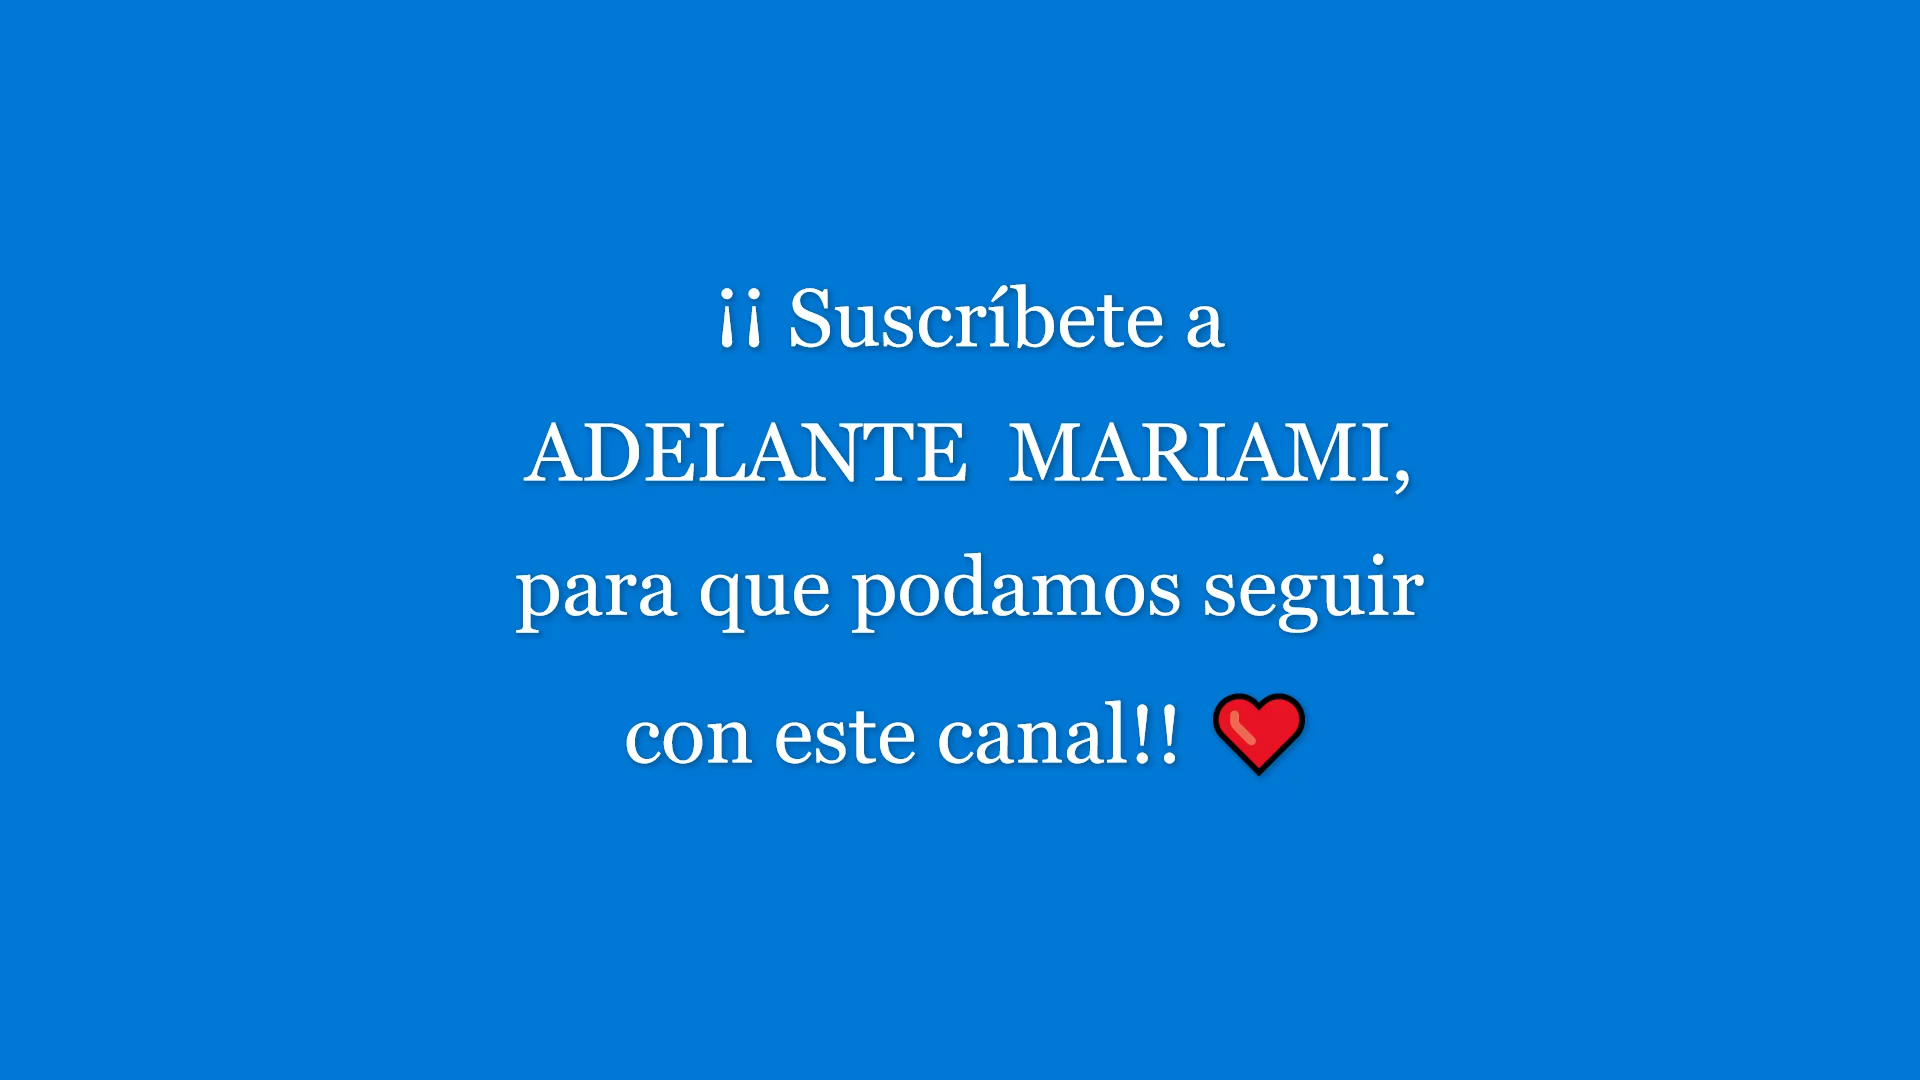 ¡¡ Suscríbete a
ADELANTE  MARIAMI,
para que podamos seguir
con este canal!! ❤